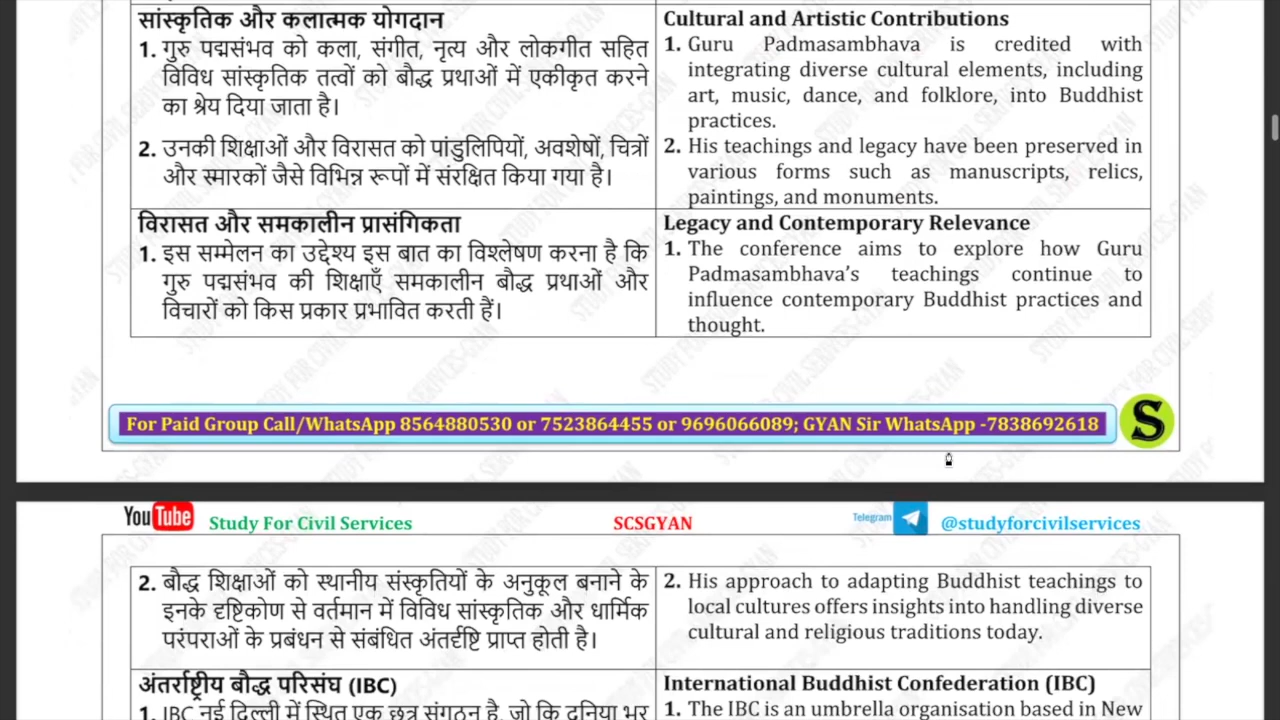 सांस्कृतिक और कलात्मक योगदान
1. गुरु पद्मसंभव को कला, संगीत, नृत्य और लोकगीत सहित
विविध सांस्कृतिक तत्वों को बौद्ध प्रथाओं में एकीकृत करने
का श्रेय दिया जाता है।
2. उनकी शिक्षाओं और विरासत को पांडुलिपियों, अवशेषों, चित्रों
और स्मारकों जैसे विभिन्न रूपों में संरक्षित किया गया है।
Cultural and Artistic Contributions
1. Guru Padmasambhava is credited with
integrating diverse cultural elements, including
art, music, dance, and folklore, into Buddhist
practices.
2. His teachings and legacy have been preserved in
various forms such as manuscripts, relics,
paintings, and monuments.
विरासत और समकालीन प्रासंगिकता
1. इस सम्मेलन का उद्देश्य इस बात का विश्लेषण करना है कि
गुरु पद्मसंभव की शिक्षाएँ समकालीन बौद्ध प्रथाओं और
विचारों को किस प्रकार प्रभावित करती हैं।
Legacy and Contemporary Relevance
1. The conference aims to explore how Guru
Padmasambhava's teachings continue to
influence contemporary Buddhist practices and
thought.
For Paid Group Call/WhatsApp 8564880530 or 7523864455 or 9696066089; GYAN Sir WhatsApp -7838692618
S
YouTube Study For Civil Services SCSGYAN Telegram @studyforcivilservices
2. बौद्ध शिक्षाओं को स्थानीय संस्कृतियों के अनुकूल बनाने के
इनके दृष्टिकोण से वर्तमान में विविध सांस्कृतिक और धार्मिक
परंपराओं के प्रबंधन से संबंधित अंतर्दृष्टि प्राप्त होती है।
2. His approach to adapting Buddhist teachings to
local cultures offers insights into handling diverse
cultural and religious traditions today.
अंतर्राष्ट्रीय बौद्ध परिसंघ (IBC)
1. IBC नई दिल्ली में स्थित एक छत्र संगठन है, जो कि दुनिया भर
International Buddhist Confederation (IBC)
1. The IBC is an umbrella organisation based in New